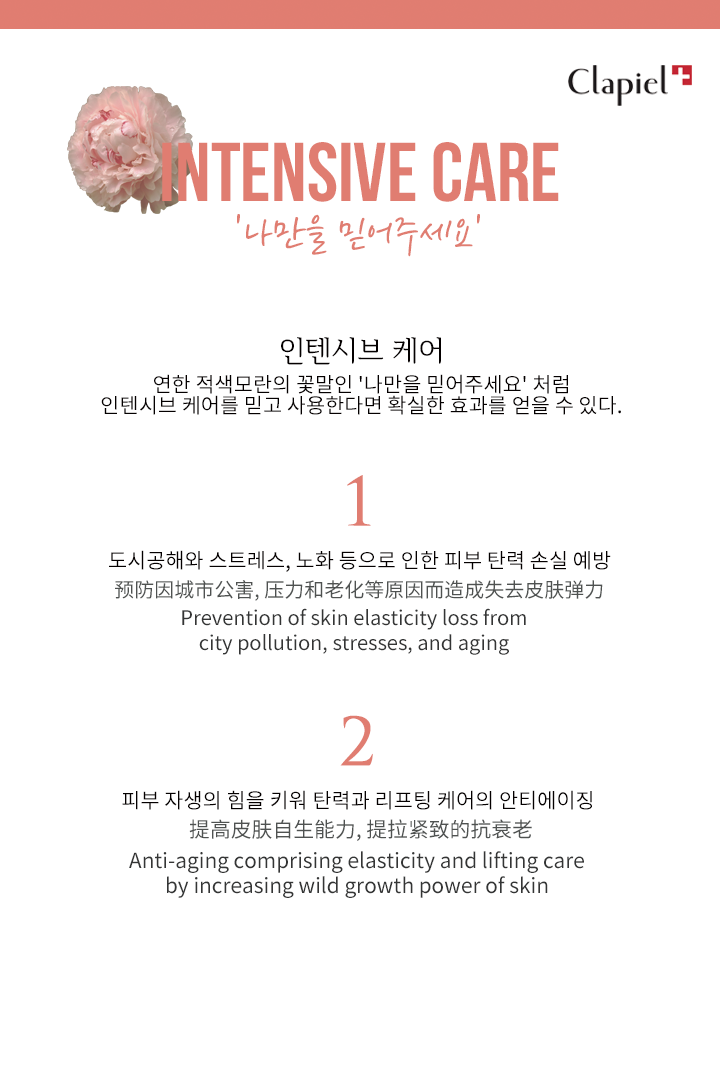 Clapiel
INTENSIVE CARE
'나만을 믿어주세요'
인텐시브 케어
연한 적색모란의 꽃말인 '나만을 믿어주세요' 처럼
인텐시브 케어를 믿고 사용한다면 확실한 효과를 얻을 수 있다.
1
도시공해와 스트레스, 노화 등으로 인한 피부 탄력 손실 예방
预防因城市公害, 压力和老化等原因而造成失去皮肤弹力
Prevention of skin elasticity loss from
city pollution, stresses, and aging
2
피부 자생의 힘을 키워 탄력과 리프팅 케어의 안티에이징
提高皮肤自生能力, 提拉紧致的抗衰老
Anti-aging comprising elasticity and lifting care
by increasing wild growth power of skin